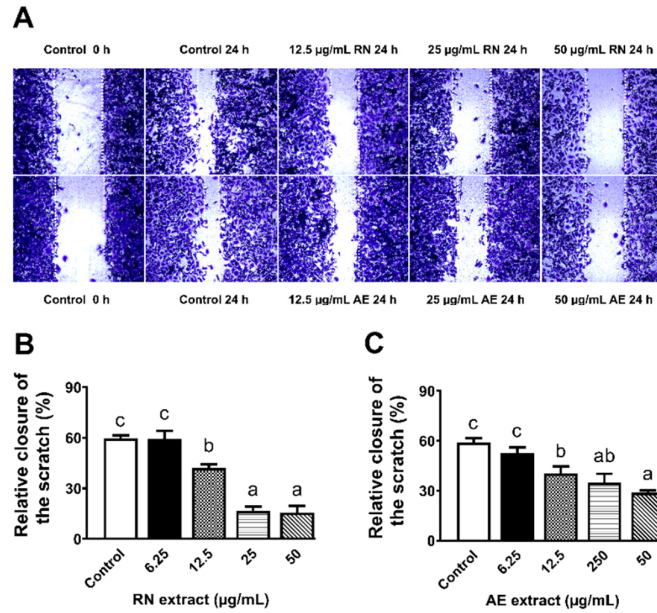 A
Control 0 h Control 24 h 12.5 µg/mL RN 24 h 25 µg/mL RN 24 h 50 µg/mL RN 24 h
Control 0 h Control 24 h 12.5 µg/mL AE 24 h 25 µg/mL AE 24 h 50 µg/mL AE 24 h
B
Relative closure of
the scratch (%)
90
60
30
0
c c b a a
Control 6.25 12.5 25 50
RN extract (µg/mL)
C
Relative closure of
the scratch (%)
90
60
30
0
c c b ab a
Control 6.25 12.5 250 50
AE extract (µg/mL)